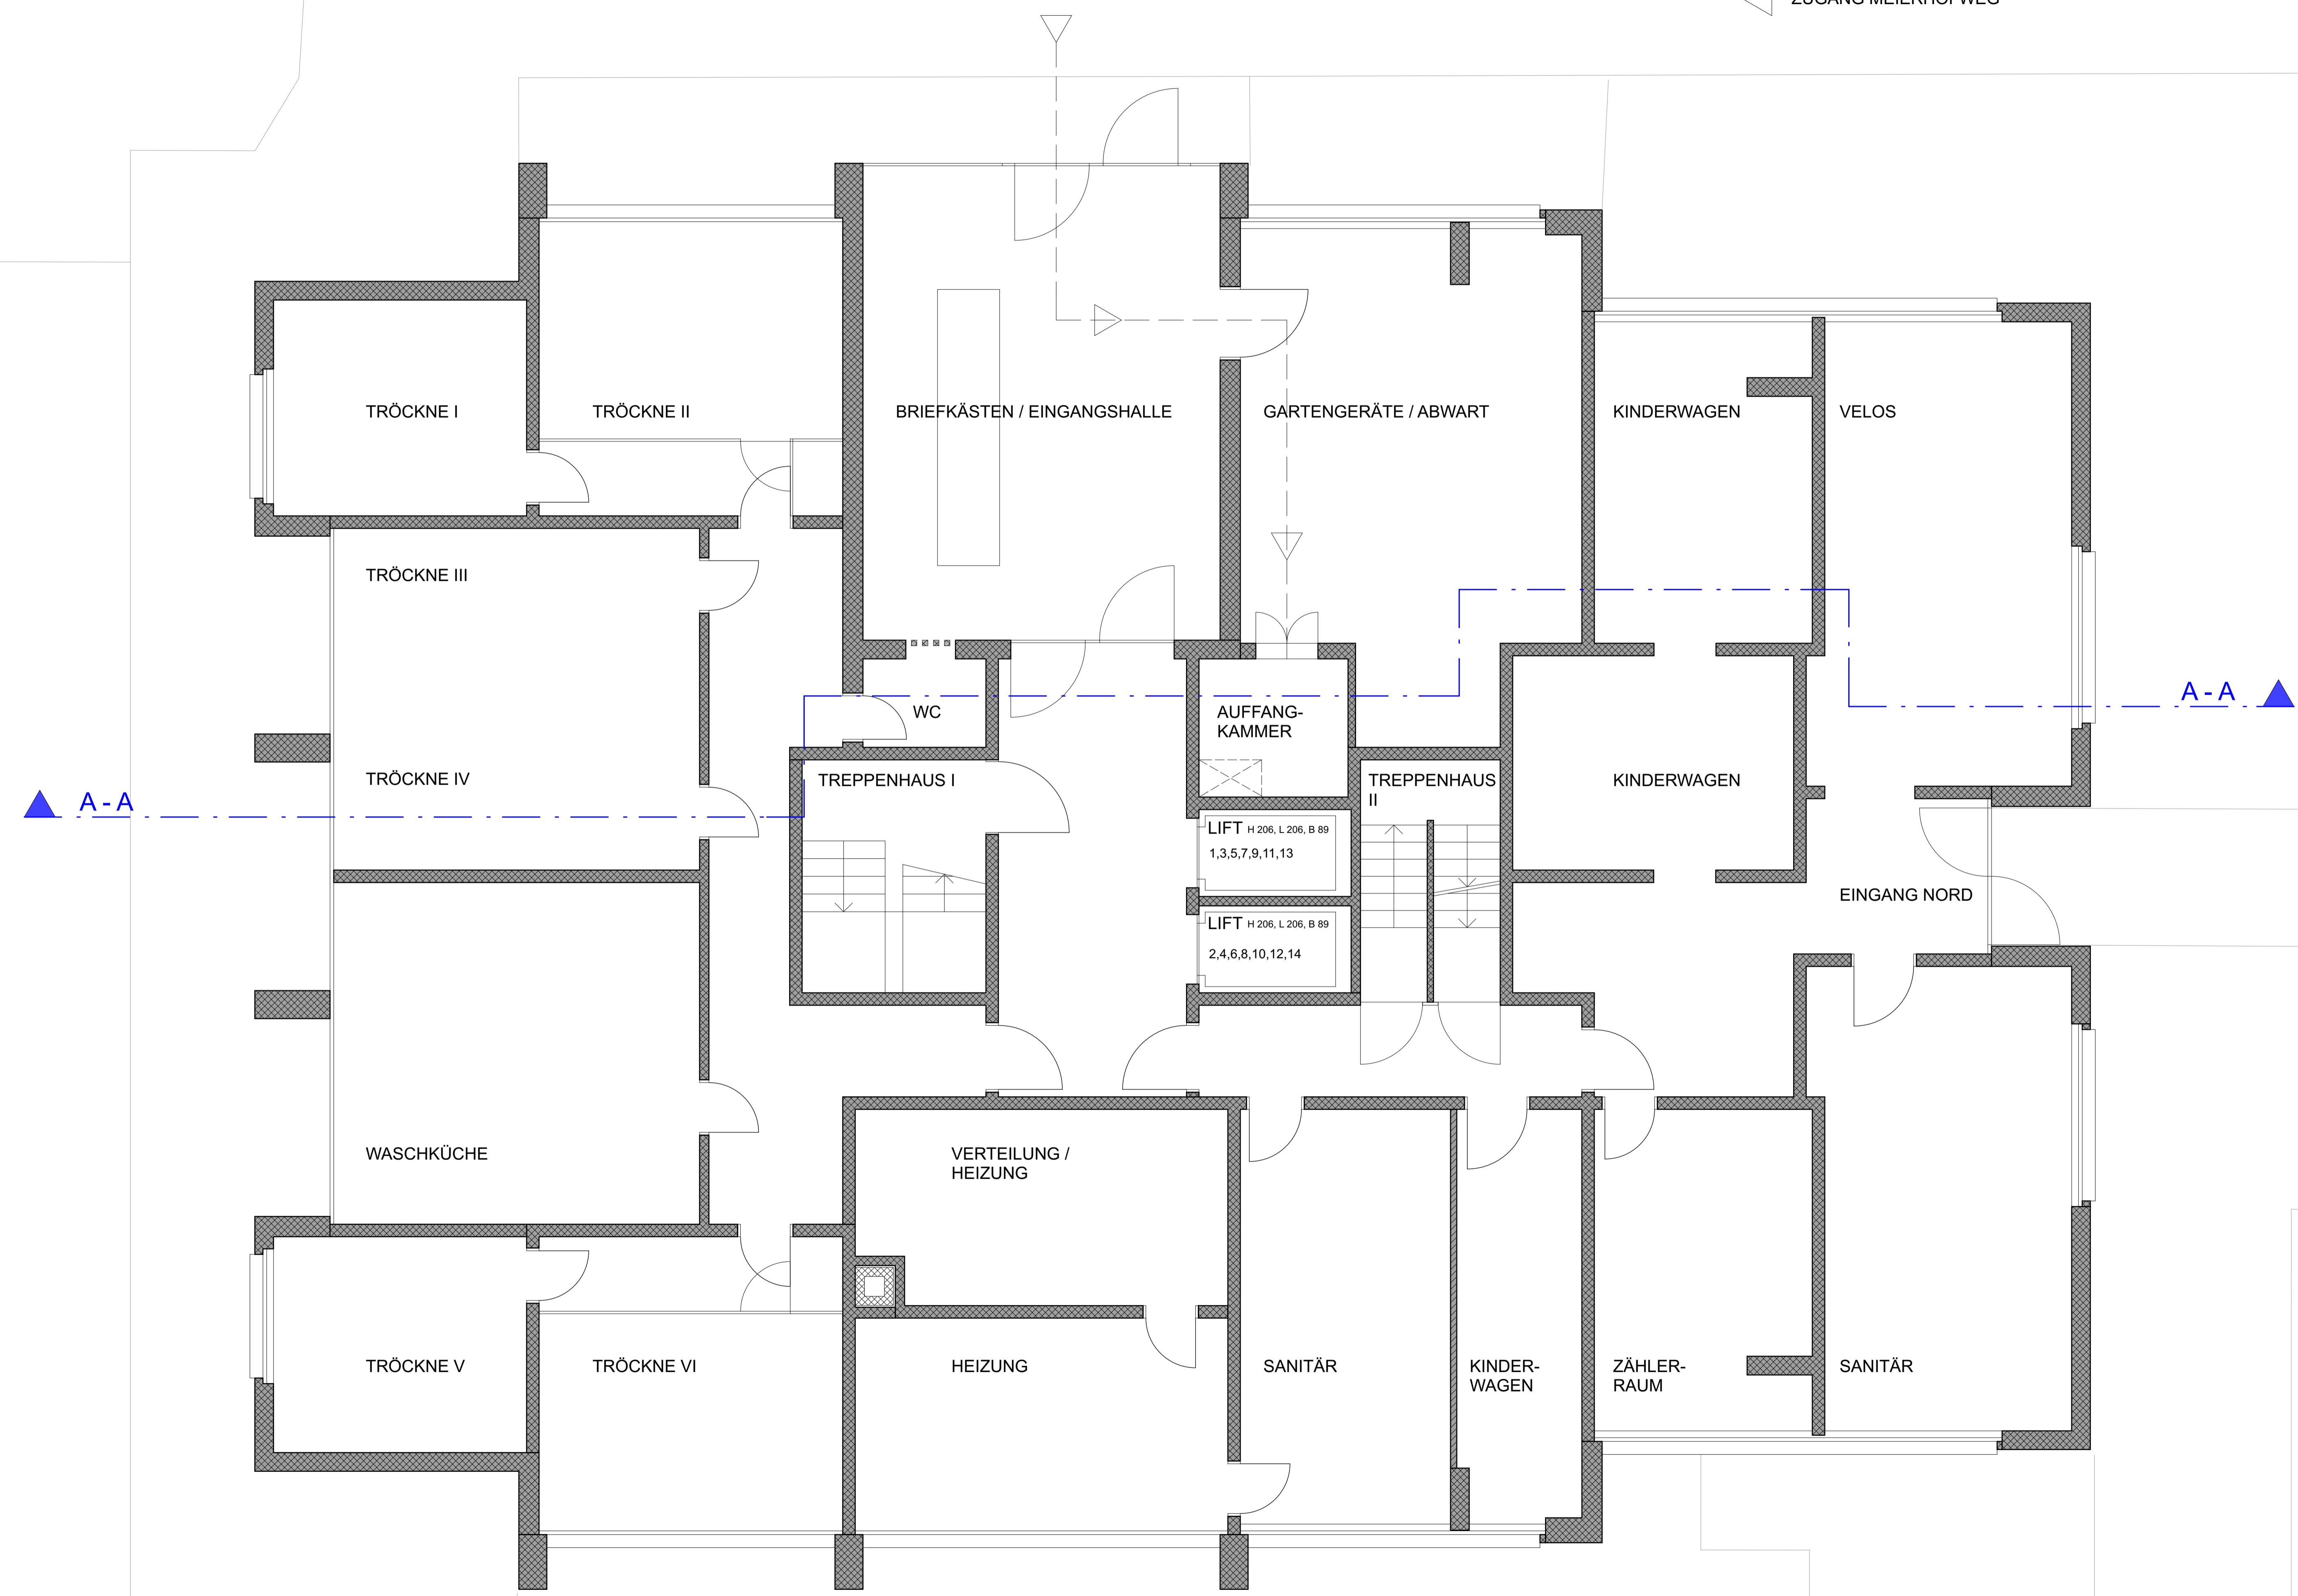 ZUGANG MEIERHOFWEG
TRÖCKNE I
TRÖCKNE II
BRIEFKÄSTEN / EINGANGSHALLE
GARTENGERÄTE / ABWART
KINDERWAGEN
VELOS
TRÖCKNE III
A - A
WC
AUFFANG-
KAMMER
TRÖCKNE IV
TREPPENHAUS I
TREPPENHAUS
II
KINDERWAGEN
A - A
LIFT H 206, L 206, B 89
1,3,5,7,9,11,13
EINGANG NORD
LIFT H 206, L 206, B 89
2,4,6,8,10,12,14
WASCHKÜCHE
VERTEILUNG /
HEIZUNG
TRÖCKNE V
TRÖCKNE VI
HEIZUNG
SANITÄR
KINDER-
WAGEN
ZÄHLER-
RAUM
SANITÄR